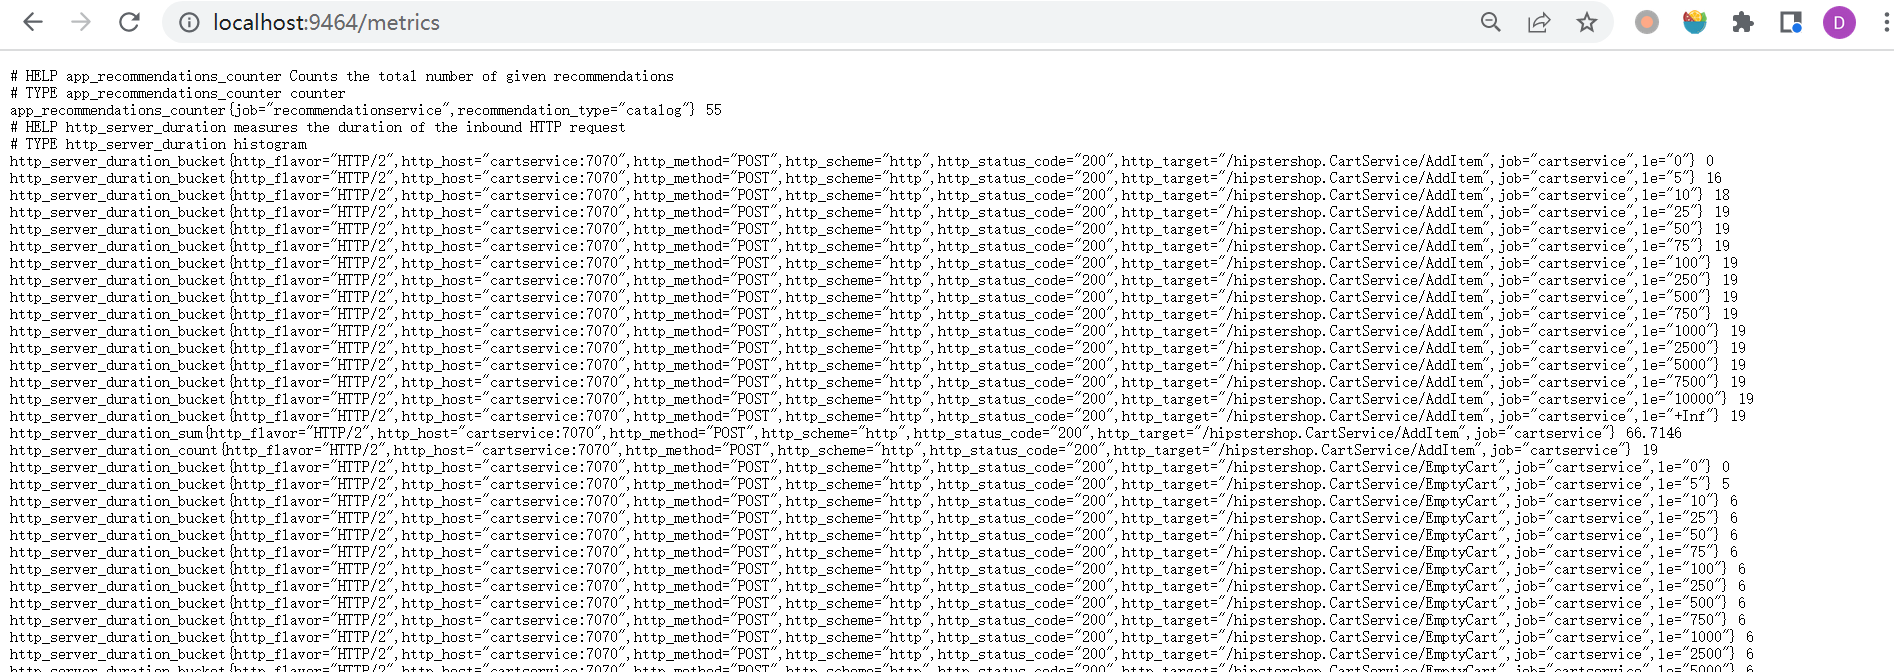 localhost:9464/metrics
D
# HELP app_recommendations_counter Counts the total number of given recommendations
# TYPE app_recommendations_counter counter
app_recommendations_counter{job="recommendationservice",recommendation_type="catalog"} 55
# HELP http_server_duration measures the duration of the inbound HTTP request
# TYPE http_server_duration histogram
http_server_duration_bucket{http_flavor="HTTP/2",http_host="cartservice:7070",http_method="POST",http_scheme="http",http_status_code="200",http_target="/hipstershop.CartService/AddItem",job="cartservice",le="0"} 0
http_server_duration_bucket{http_flavor="HTTP/2",http_host="cartservice:7070",http_method="POST",http_scheme="http",http_status_code="200",http_target="/hipstershop.CartService/AddItem",job="cartservice",le="5"} 16
http_server_duration_bucket{http_flavor="HTTP/2",http_host="cartservice:7070",http_method="POST",http_scheme="http",http_status_code="200",http_target="/hipstershop.CartService/AddItem",job="cartservice",le="10"} 18
http_server_duration_bucket{http_flavor="HTTP/2",http_host="cartservice:7070",http_method="POST",http_scheme="http",http_status_code="200",http_target="/hipstershop.CartService/AddItem",job="cartservice",le="25"} 19
http_server_duration_bucket{http_flavor="HTTP/2",http_host="cartservice:7070",http_method="POST",http_scheme="http",http_status_code="200",http_target="/hipstershop.CartService/AddItem",job="cartservice",le="50"} 19
http_server_duration_bucket{http_flavor="HTTP/2",http_host="cartservice:7070",http_method="POST",http_scheme="http",http_status_code="200",http_target="/hipstershop.CartService/AddItem",job="cartservice",le="75"} 19
http_server_duration_bucket{http_flavor="HTTP/2",http_host="cartservice:7070",http_method="POST",http_scheme="http",http_status_code="200",http_target="/hipstershop.CartService/AddItem",job="cartservice",le="100"} 19
http_server_duration_bucket{http_flavor="HTTP/2",http_host="cartservice:7070",http_method="POST",http_scheme="http",http_status_code="200",http_target="/hipstershop.CartService/AddItem",job="cartservice",le="250"} 19
http_server_duration_bucket{http_flavor="HTTP/2",http_host="cartservice:7070",http_method="POST",http_scheme="http",http_status_code="200",http_target="/hipstershop.CartService/AddItem",job="cartservice",le="500"} 19
http_server_duration_bucket{http_flavor="HTTP/2",http_host="cartservice:7070",http_method="POST",http_scheme="http",http_status_code="200",http_target="/hipstershop.CartService/AddItem",job="cartservice",le="750"} 19
http_server_duration_bucket{http_flavor="HTTP/2",http_host="cartservice:7070",http_method="POST",http_scheme="http",http_status_code="200",http_target="/hipstershop.CartService/AddItem",job="cartservice",le="1000"} 19
http_server_duration_bucket{http_flavor="HTTP/2",http_host="cartservice:7070",http_method="POST",http_scheme="http",http_status_code="200",http_target="/hipstershop.CartService/AddItem",job="cartservice",le="2500"} 19
http_server_duration_bucket{http_flavor="HTTP/2",http_host="cartservice:7070",http_method="POST",http_scheme="http",http_status_code="200",http_target="/hipstershop.CartService/AddItem",job="cartservice",le="5000"} 19
http_server_duration_bucket{http_flavor="HTTP/2",http_host="cartservice:7070",http_method="POST",http_scheme="http",http_status_code="200",http_target="/hipstershop.CartService/AddItem",job="cartservice",le="7500"} 19
http_server_duration_bucket{http_flavor="HTTP/2",http_host="cartservice:7070",http_method="POST",http_scheme="http",http_status_code="200",http_target="/hipstershop.CartService/AddItem",job="cartservice",le="10000"} 19
http_server_duration_bucket{http_flavor="HTTP/2",http_host="cartservice:7070",http_method="POST",http_scheme="http",http_status_code="200",http_target="/hipstershop.CartService/AddItem",job="cartservice",le="+Inf"} 19
http_server_duration_sum{http_flavor="HTTP/2",http_host="cartservice:7070",http_method="POST",http_scheme="http",http_status_code="200",http_target="/hipstershop.CartService/AddItem",job="cartservice"} 66.7146
http_server_duration_count{http_flavor="HTTP/2",http_host="cartservice:7070",http_method="POST",http_scheme="http",http_status_code="200",http_target="/hipstershop.CartService/AddItem",job="cartservice"} 19
http_server_duration_bucket{http_flavor="HTTP/2",http_host="cartservice:7070",http_method="POST",http_scheme="http",http_status_code="200",http_target="/hipstershop.CartService/EmptyCart",job="cartservice",le="0"} 0
http_server_duration_bucket{http_flavor="HTTP/2",http_host="cartservice:7070",http_method="POST",http_scheme="http",http_status_code="200",http_target="/hipstershop.CartService/EmptyCart",job="cartservice",le="5"} 5
http_server_duration_bucket{http_flavor="HTTP/2",http_host="cartservice:7070",http_method="POST",http_scheme="http",http_status_code="200",http_target="/hipstershop.CartService/EmptyCart",job="cartservice",le="10"} 6
http_server_duration_bucket{http_flavor="HTTP/2",http_host="cartservice:7070",http_method="POST",http_scheme="http",http_status_code="200",http_target="/hipstershop.CartService/EmptyCart",job="cartservice",le="25"} 6
http_server_duration_bucket{http_flavor="HTTP/2",http_host="cartservice:7070",http_method="POST",http_scheme="http",http_status_code="200",http_target="/hipstershop.CartService/EmptyCart",job="cartservice",le="50"} 6
http_server_duration_bucket{http_flavor="HTTP/2",http_host="cartservice:7070",http_method="POST",http_scheme="http",http_status_code="200",http_target="/hipstershop.CartService/EmptyCart",job="cartservice",le="75"} 6
http_server_duration_bucket{http_flavor="HTTP/2",http_host="cartservice:7070",http_method="POST",http_scheme="http",http_status_code="200",http_target="/hipstershop.CartService/EmptyCart",job="cartservice",le="100"} 6
http_server_duration_bucket{http_flavor="HTTP/2",http_host="cartservice:7070",http_method="POST",http_scheme="http",http_status_code="200",http_target="/hipstershop.CartService/EmptyCart",job="cartservice",le="250"} 6
http_server_duration_bucket{http_flavor="HTTP/2",http_host="cartservice:7070",http_method="POST",http_scheme="http",http_status_code="200",http_target="/hipstershop.CartService/EmptyCart",job="cartservice",le="500"} 6
http_server_duration_bucket{http_flavor="HTTP/2",http_host="cartservice:7070",http_method="POST",http_scheme="http",http_status_code="200",http_target="/hipstershop.CartService/EmptyCart",job="cartservice",le="750"} 6
http_server_duration_bucket{http_flavor="HTTP/2",http_host="cartservice:7070",http_method="POST",http_scheme="http",http_status_code="200",http_target="/hipstershop.CartService/EmptyCart",job="cartservice",le="1000"} 6
http_server_duration_bucket{http_flavor="HTTP/2",http_host="cartservice:7070",http_method="POST",http_scheme="http",http_status_code="200",http_target="/hipstershop.CartService/EmptyCart",job="cartservice",le="2500"} 6